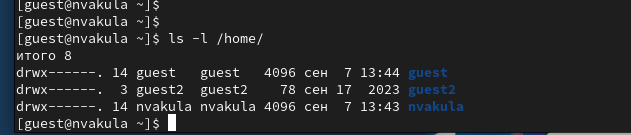 [guest@nvakula ~]$
[guest@nvakula ~]$
[guest@nvakula ~]$ ls -l /home/
итого 8
drwx------. 14 guest   guest   4096 сен  7 13:44 guest
drwx------.  3 guest2  guest2    78 сен 17  2023 guest2
drwx------. 14 nvakula nvakula 4096 сен  7 13:43 nvakula
[guest@nvakula ~]$